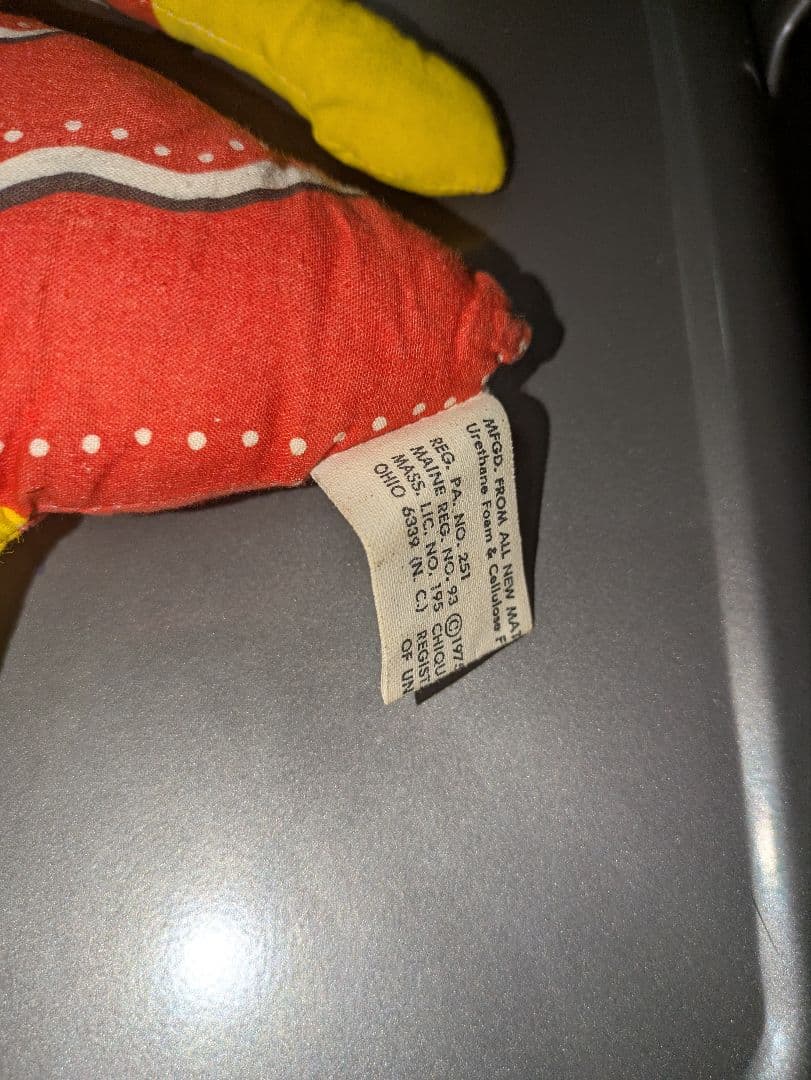 MFGD. FROM ALL NEW MAT
Urethane Foam & Cellulose F
REG. PA. NO. 251
MAINE REG. NO. 93 ©197
MASS. LIC. NO. 195 CHIQU
OHIO 6339 (N. C.) REGIST
OF UN